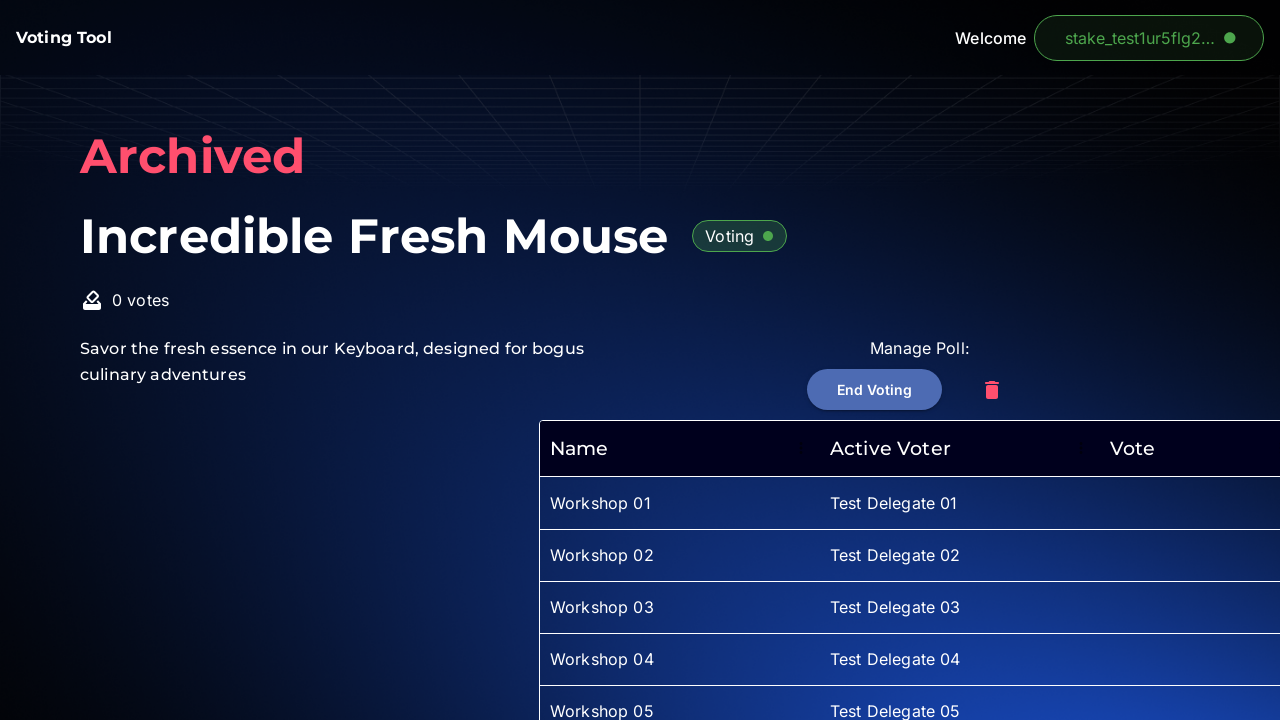 Voting Tool
Welcome
stake_test1ur5flg2...
Archived
Incredible Fresh Mouse
Voting
0 votes
Savor the fresh essence in our Keyboard, designed for bogus
culinary adventures
Manage Poll:
End Voting
Name Active Voter Vote
Workshop 01 Test Delegate 01
Workshop 02 Test Delegate 02
Workshop 03 Test Delegate 03
Workshop 04 Test Delegate 04
Workshop 05 Test Delegate 05